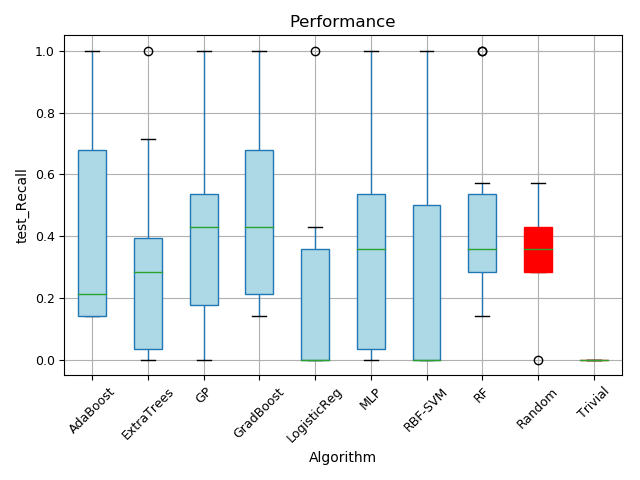 Performance
test_Recall
1.0
0.8
0.6
0.4
0.2
0.0
AdaBoost
ExtraTrees
GP
GradBoost
LogisticReg
MLP
RBF-SVM
RF
Random
Trivial
Algorithm